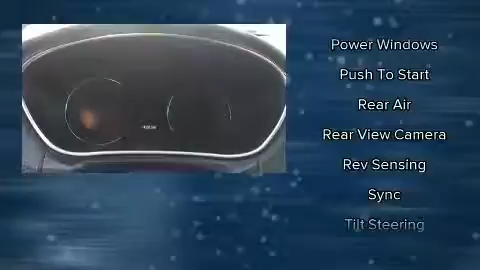 Power Windows
Push To Start
Rear Air
Rear View Camera
Rev Sensing
Sync
Tilt Steering